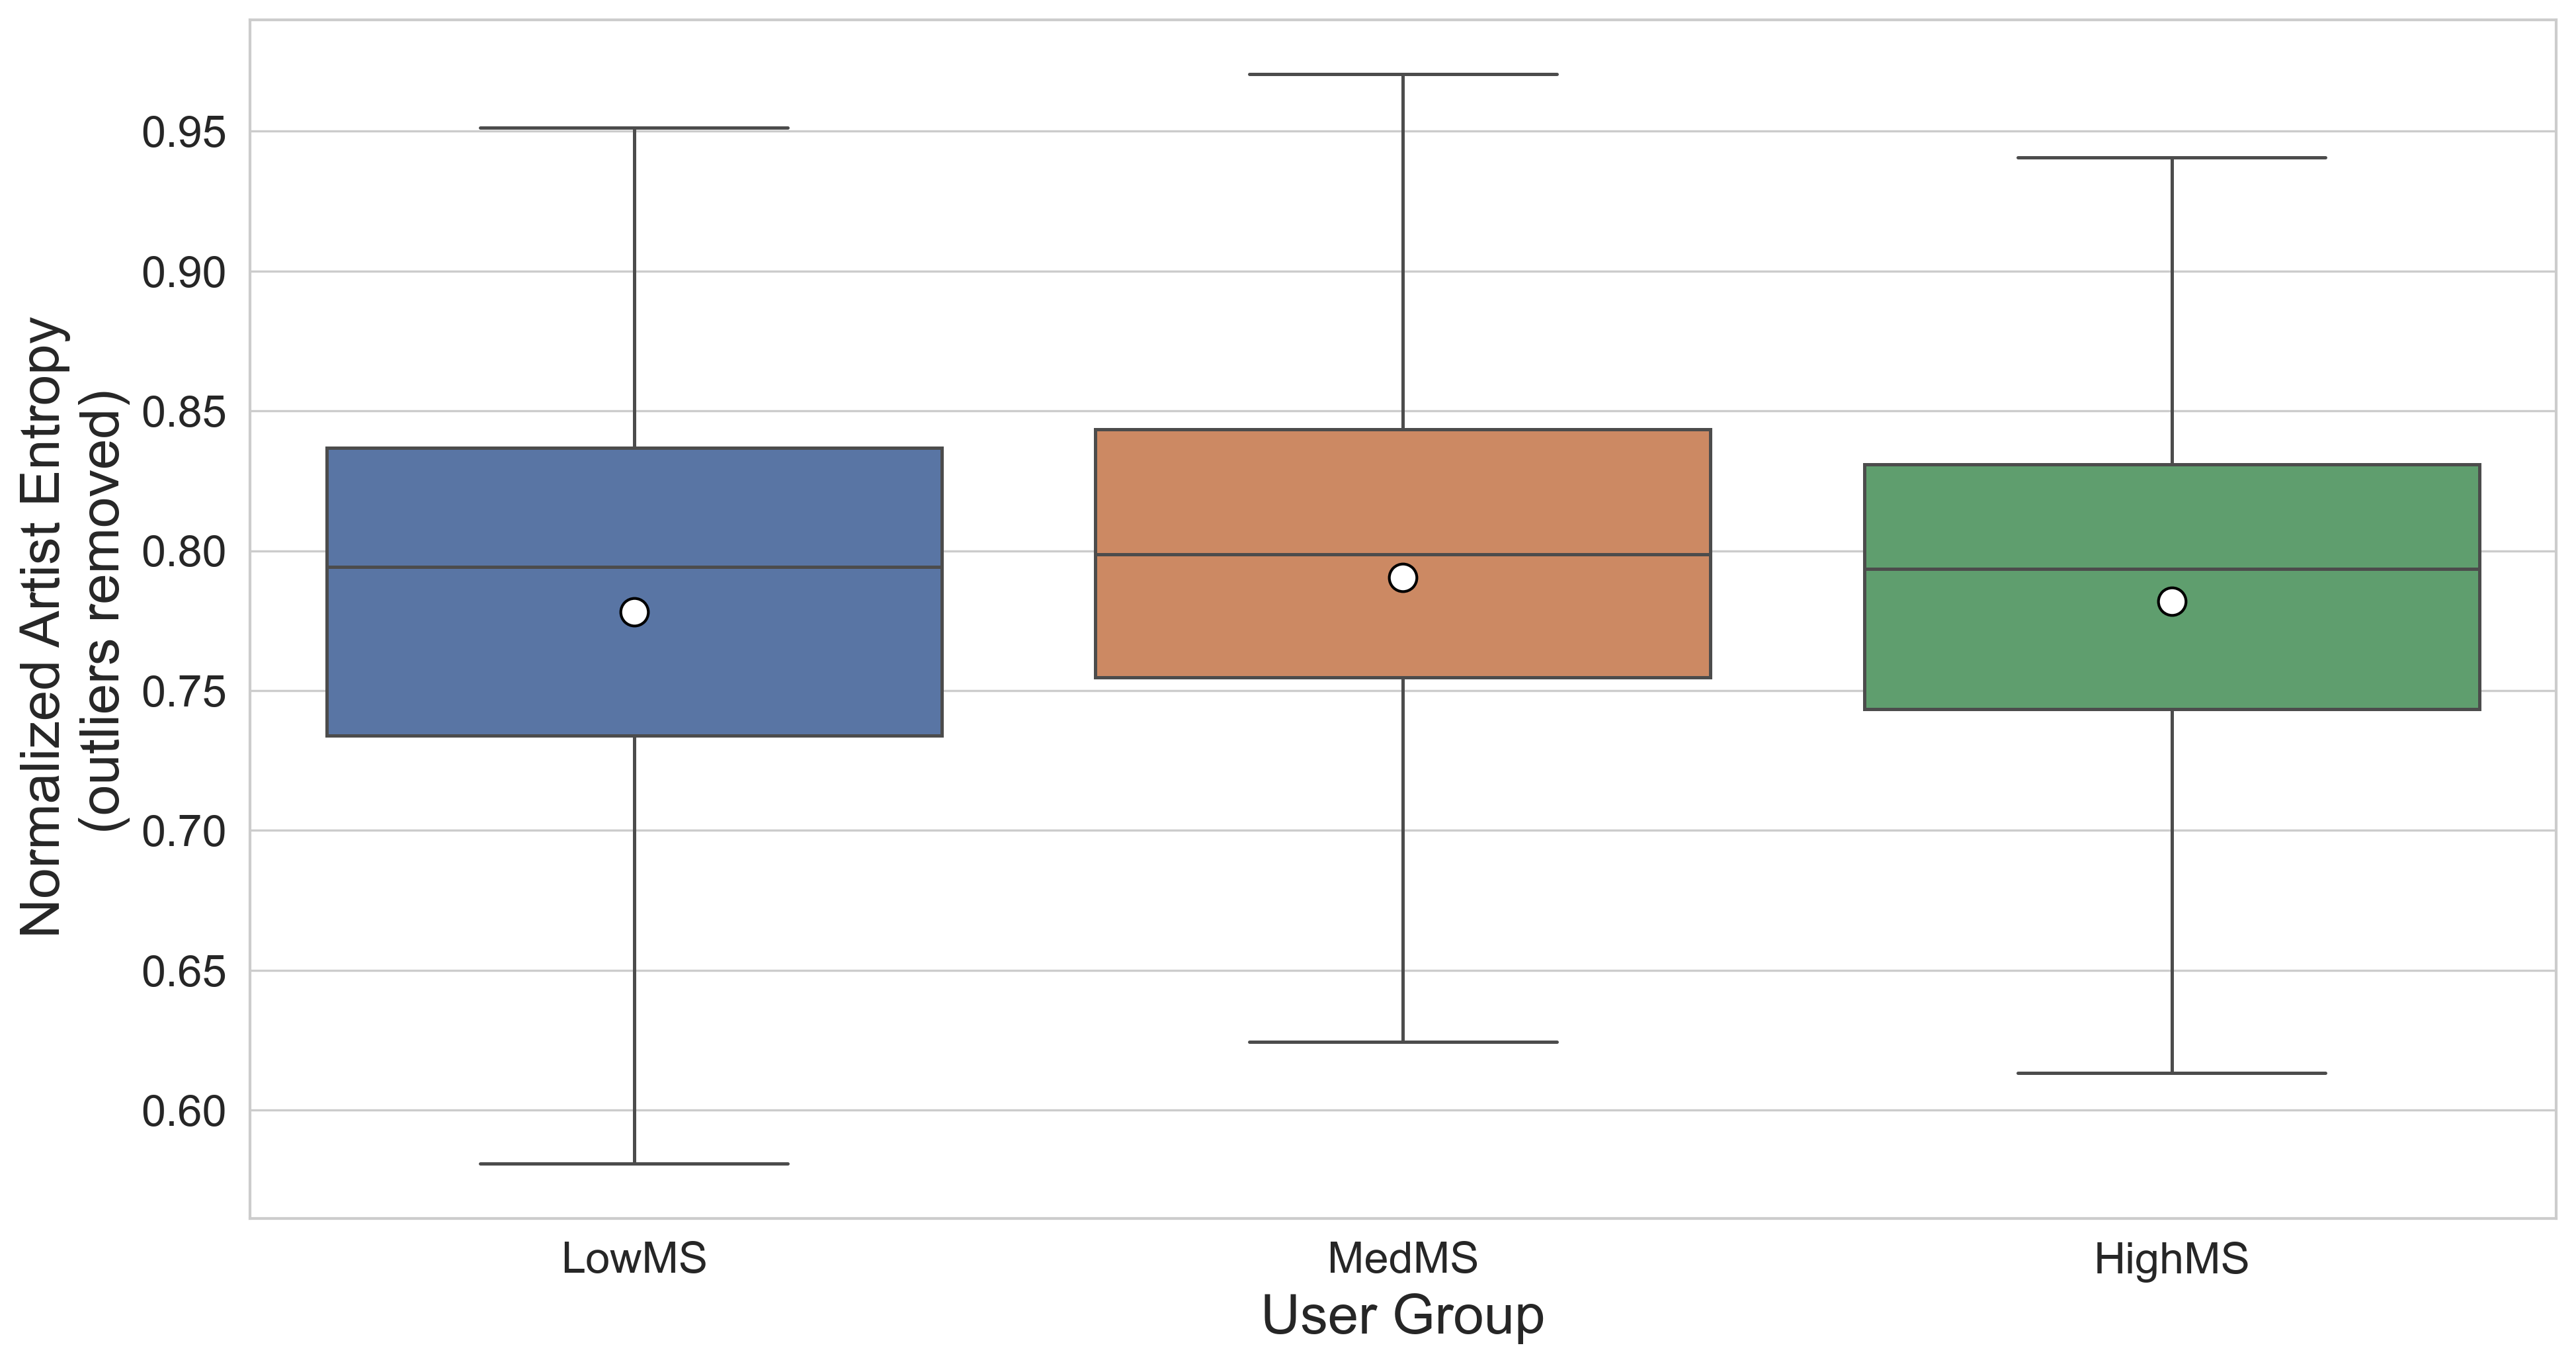 Normalized Artist Entropy
(outliers removed)
0.95
0.90
0.85
0.80
0.75
0.70
0.65
0.60
LowMS
MedMS
HighMS
User Group